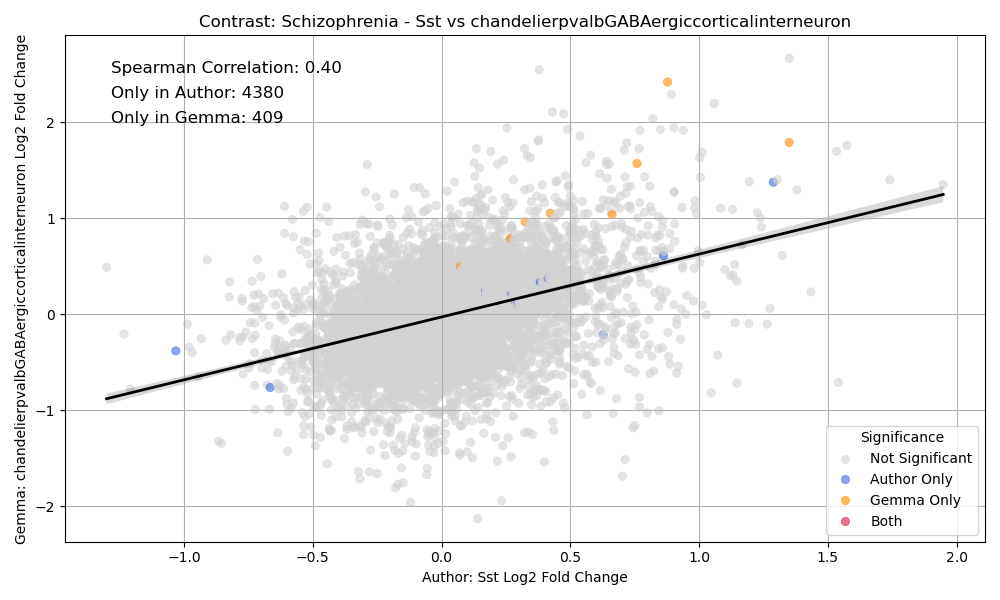 Contrast: Schizophrenia - Sst vs chandelierpvalbGABAergiccorticalinterneuron
Gemma: chandelierpvalbGABAergiccorticalinterneuron Log2 Fold Change
Spearman Correlation: 0.40
Only in Author: 4380
Only in Gemma: 409
2
1
0
−1
−2
Significance
Not Significant
Author Only
Gemma Only
Both
−1.0
−0.5
0.0
0.5
1.0
1.5
2.0
Author: Sst Log2 Fold Change